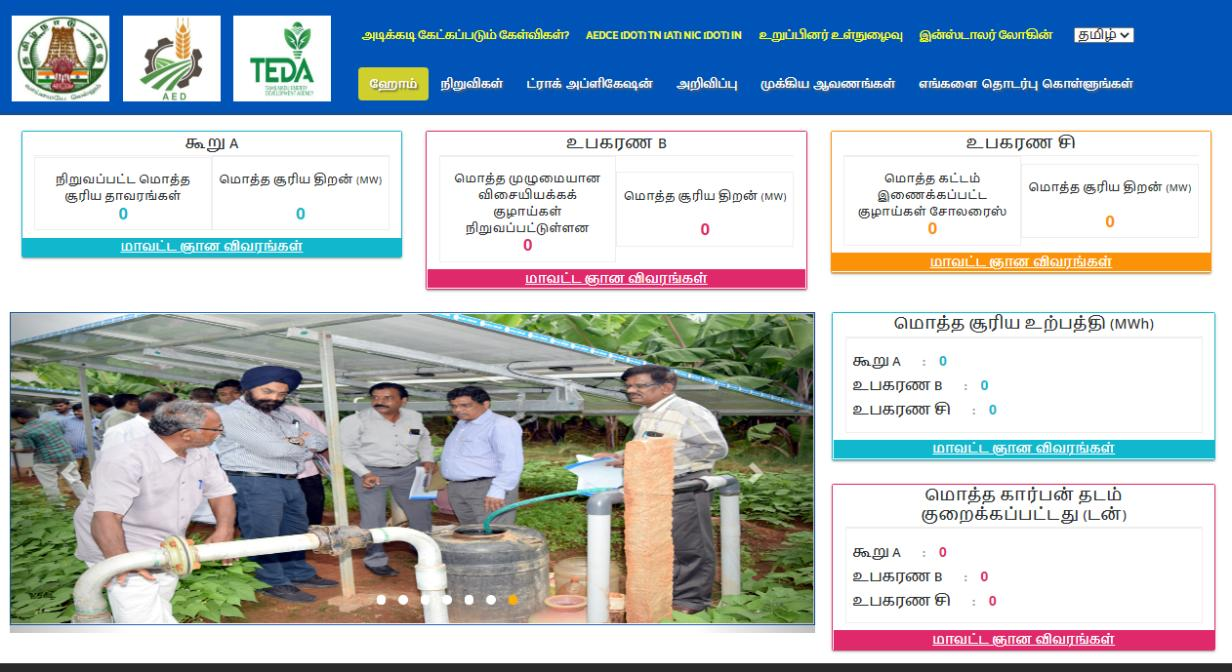 அடிக்கடி கேட்கப்படும் கேள்விகள்?
AEDCE [DOT] TN [AT] NIC [DOT] IN
உறுப்பினர் உள்நுழைவு
இன்ஸ்டாலர் லோகின்
தமிழ்
AED
TEDA
ஹோம்
நிறுவிகள்
ட்ராக் அப்ளிகேஷன்
அறிவிப்பு
முக்கிய ஆவணங்கள்
எங்களை தொடர்பு கொள்ளுங்கள்
கூறு A
நிறுவப்பட்ட மொத்த
சூரிய தாவரங்கள்
0
மொத்த சூரிய திறன் (MW)
0
மாவட்ட ஞான விவரங்கள்
உபகரண B
மொத்த முழுமையான
விசையியக்கக்
குழாய்கள்
நிறுவப்பட்டுள்ளன
0
மொத்த சூரிய திறன் (MW)
0
மாவட்ட ஞான விவரங்கள்
உபகரண சி
மொத்த கட்டம்
இணைக்கப்பட்ட
குழாய்கள் சோலரைஸ்
0
மொத்த சூரிய திறன் (MW)
0
மாவட்ட ஞான விவரங்கள்
மொத்த சூரிய உற்பத்தி (MWh)
கூறு A : 0
உபகரண B : 0
உபகரண சி : 0
மாவட்ட ஞான விவரங்கள்
மொத்த கார்பன் தடம்
குறைக்கப்பட்டது (டன்)
கூறு A : 0
உபகரண B : 0
உபகரண சி : 0
மாவட்ட ஞான விவரங்கள்